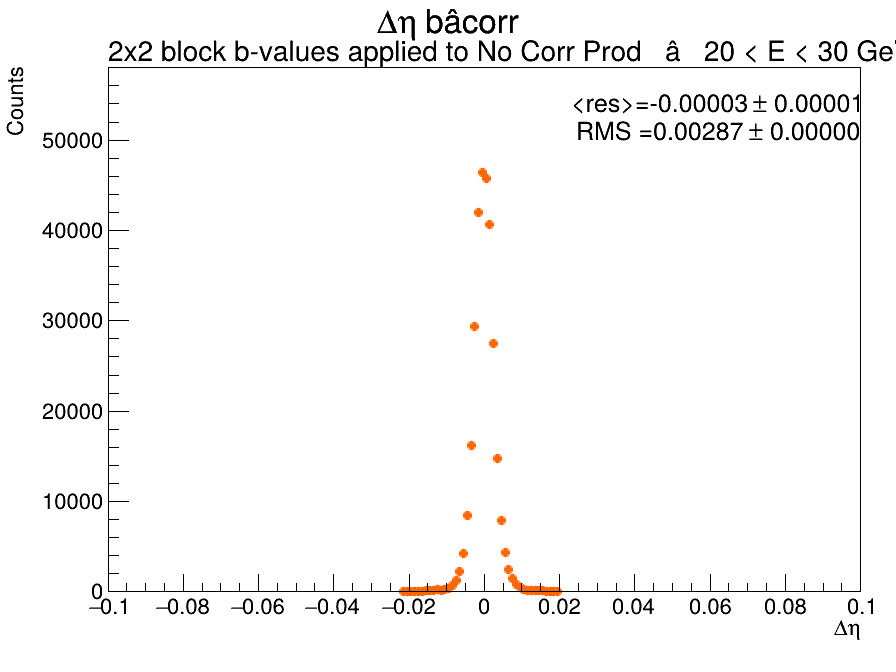 Δη bâcorr
2x2 block b-values applied to No Corr Prod â 20 < E < 30 GeV
Counts
<res>=-0.00003 ± 0.00001
RMS =0.00287 ± 0.00000
50000
40000
30000
20000
10000
0
−0.1 −0.08 −0.06 −0.04 −0.02 0 0.02 0.04 0.06 0.08 0.1
Δη